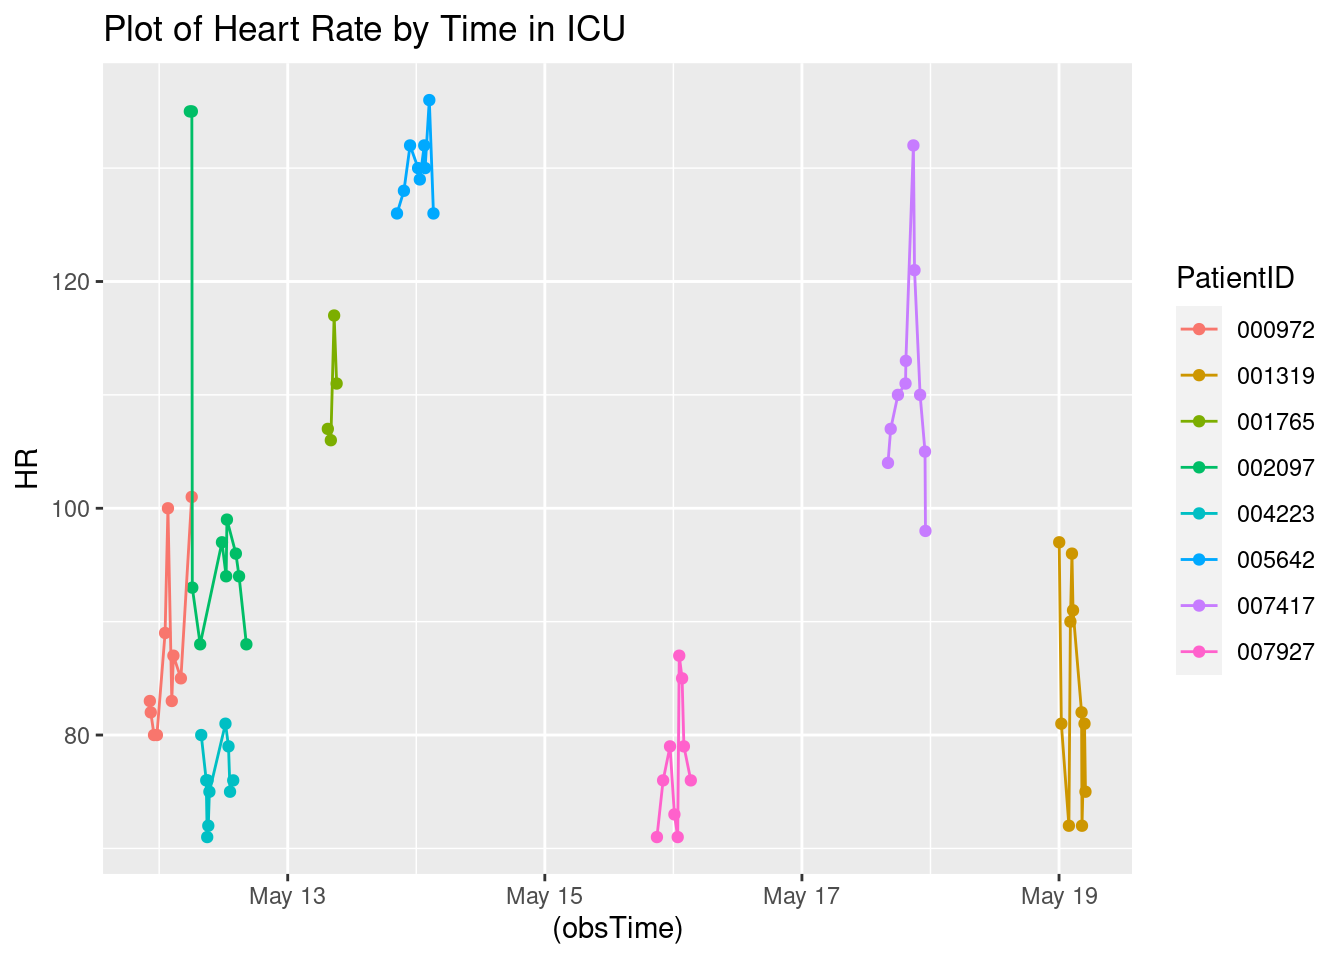 Plot of Heart Rate by Time in ICU
HR
120
100
80
May 13
May 15
May 17
May 19
(obsTime)
PatientID
000972
001319
001765
002097
004223
005642
007417
007927